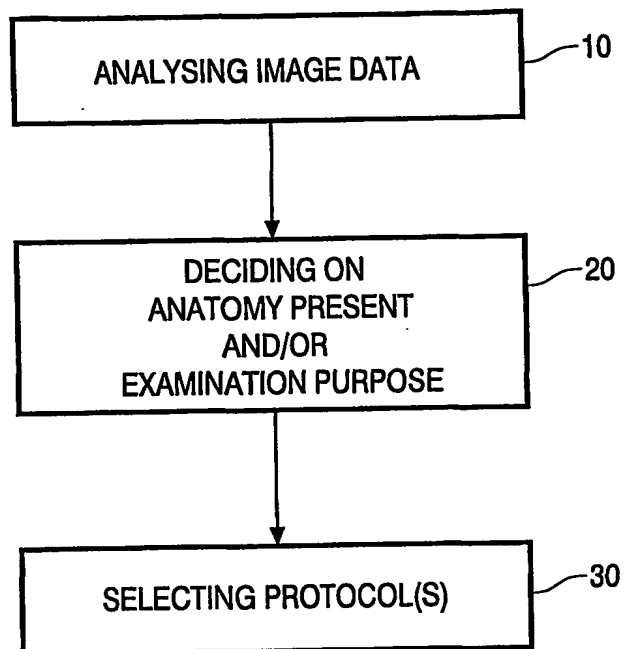 ANALYSING IMAGE DATA
10
DECIDING ON
ANATOMY PRESENT
AND/OR
EXAMINATION PURPOSE
20
SELECTING PROTOCOL(S)
30